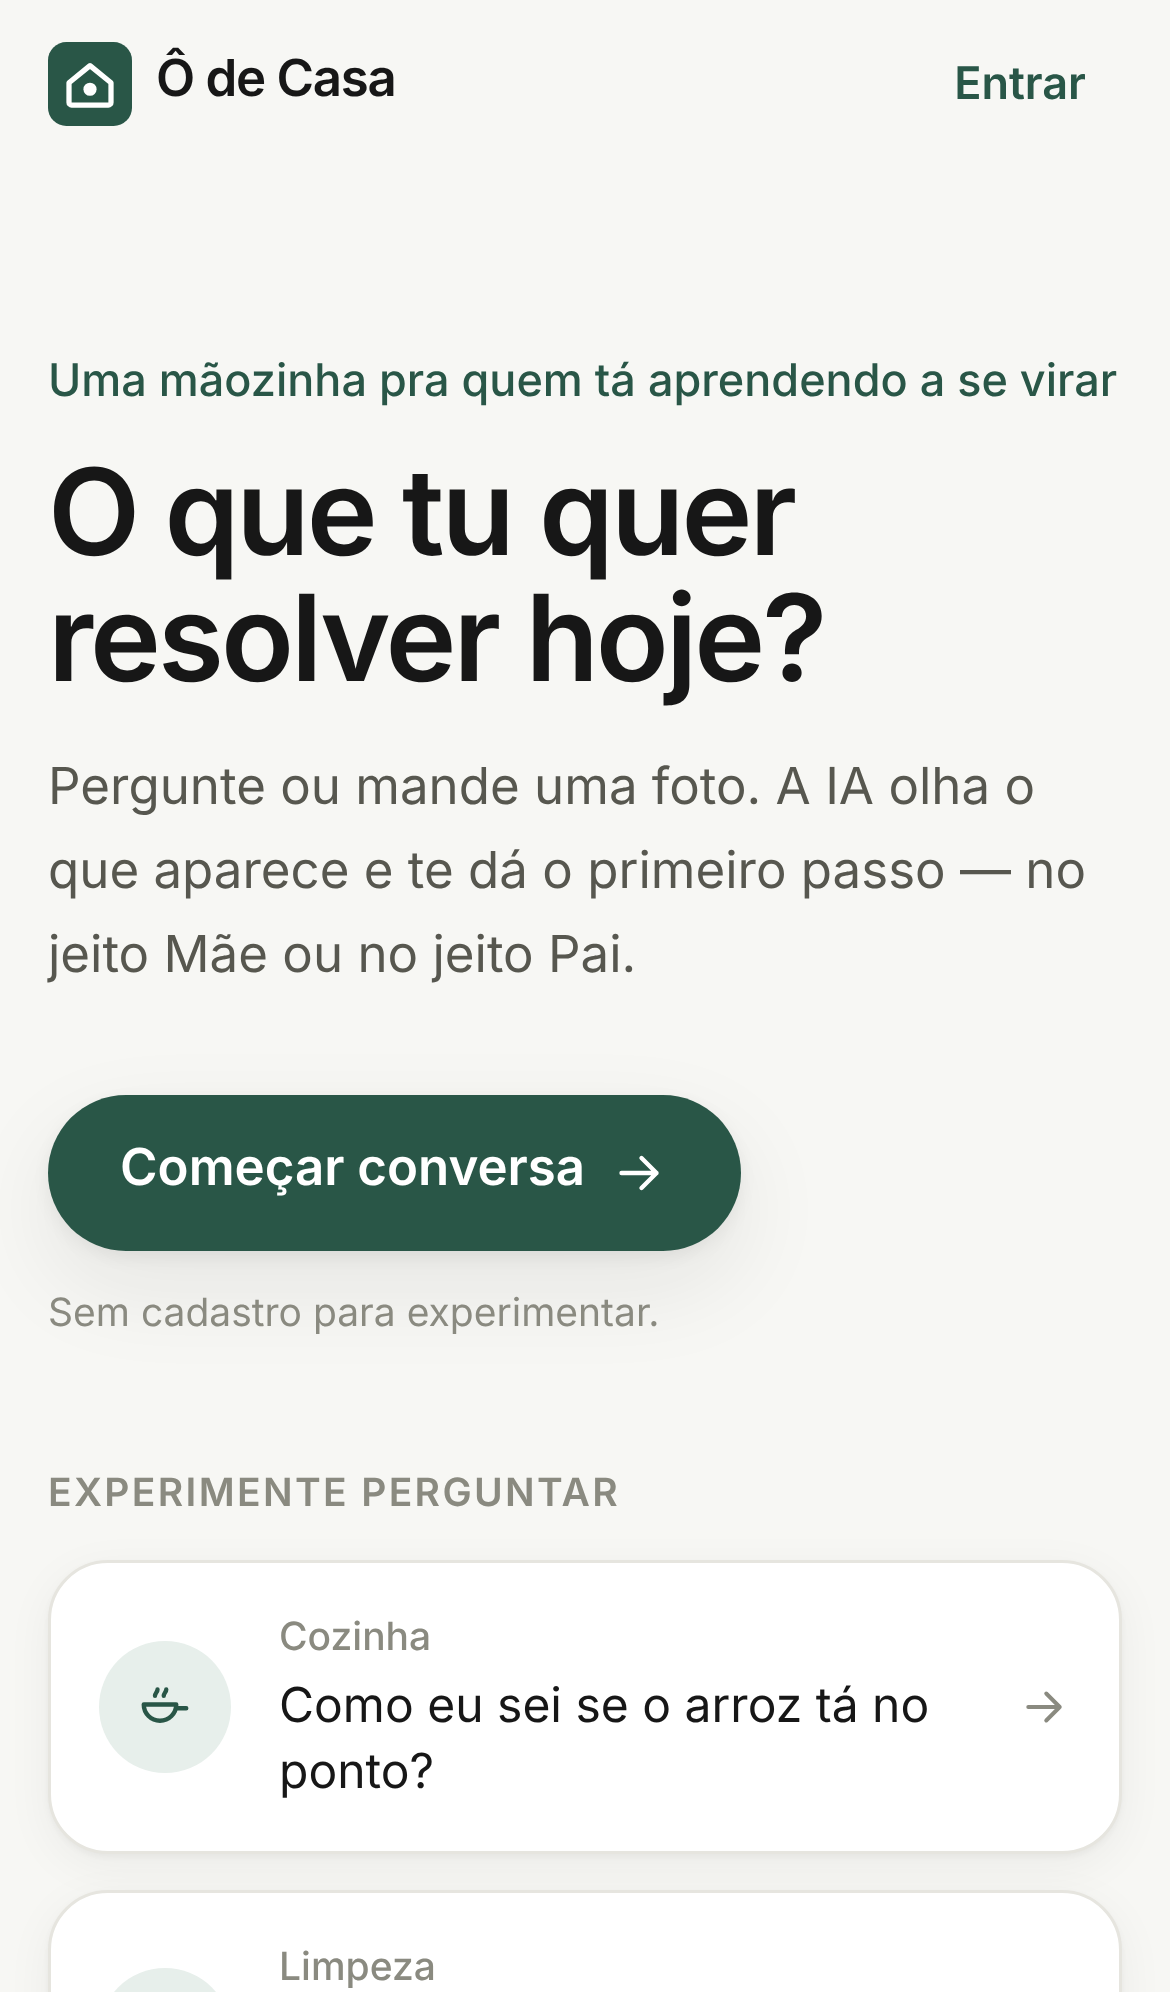 Ô de Casa
Entrar
Uma mãozinha pra quem tá aprendendo a se virar
O que tu quer
resolver hoje?
Pergunte ou mande uma foto. A IA olha o
que aparece e te dá o primeiro passo — no
jeito Mãe ou no jeito Pai.
Começar conversa →
Sem cadastro para experimentar.
EXPERIMENTE PERGUNTAR
Cozinha
Como eu sei se o arroz tá no
ponto?
Limpeza